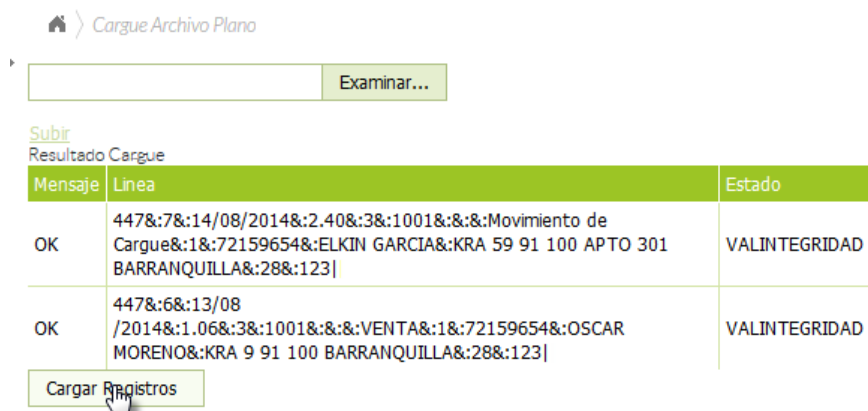 Cargue Archivo Plano
Examinar...
Subir
Resultado Cargue
Mensaje Linea Estado
447&:7&:14/08/2014&:2.40&:3&:1001&:&:&:Movimiento de
OK Cargue&:1&:72159654&:ELKIN GARCIA&:KRA 59 91 100 APTO 301 VALINTEGRIDAD
BARRANQUILLA&:28&:123|
447&:6&:13/08
OK /2014&:1.06&:3&:1001&:&:&:VENTA&:1&:72159654&:OSCAR VALINTEGRIDAD
MORENO&:KRA 9 91 100 BARRANQUILLA&:28&:123|
Cargar Registros